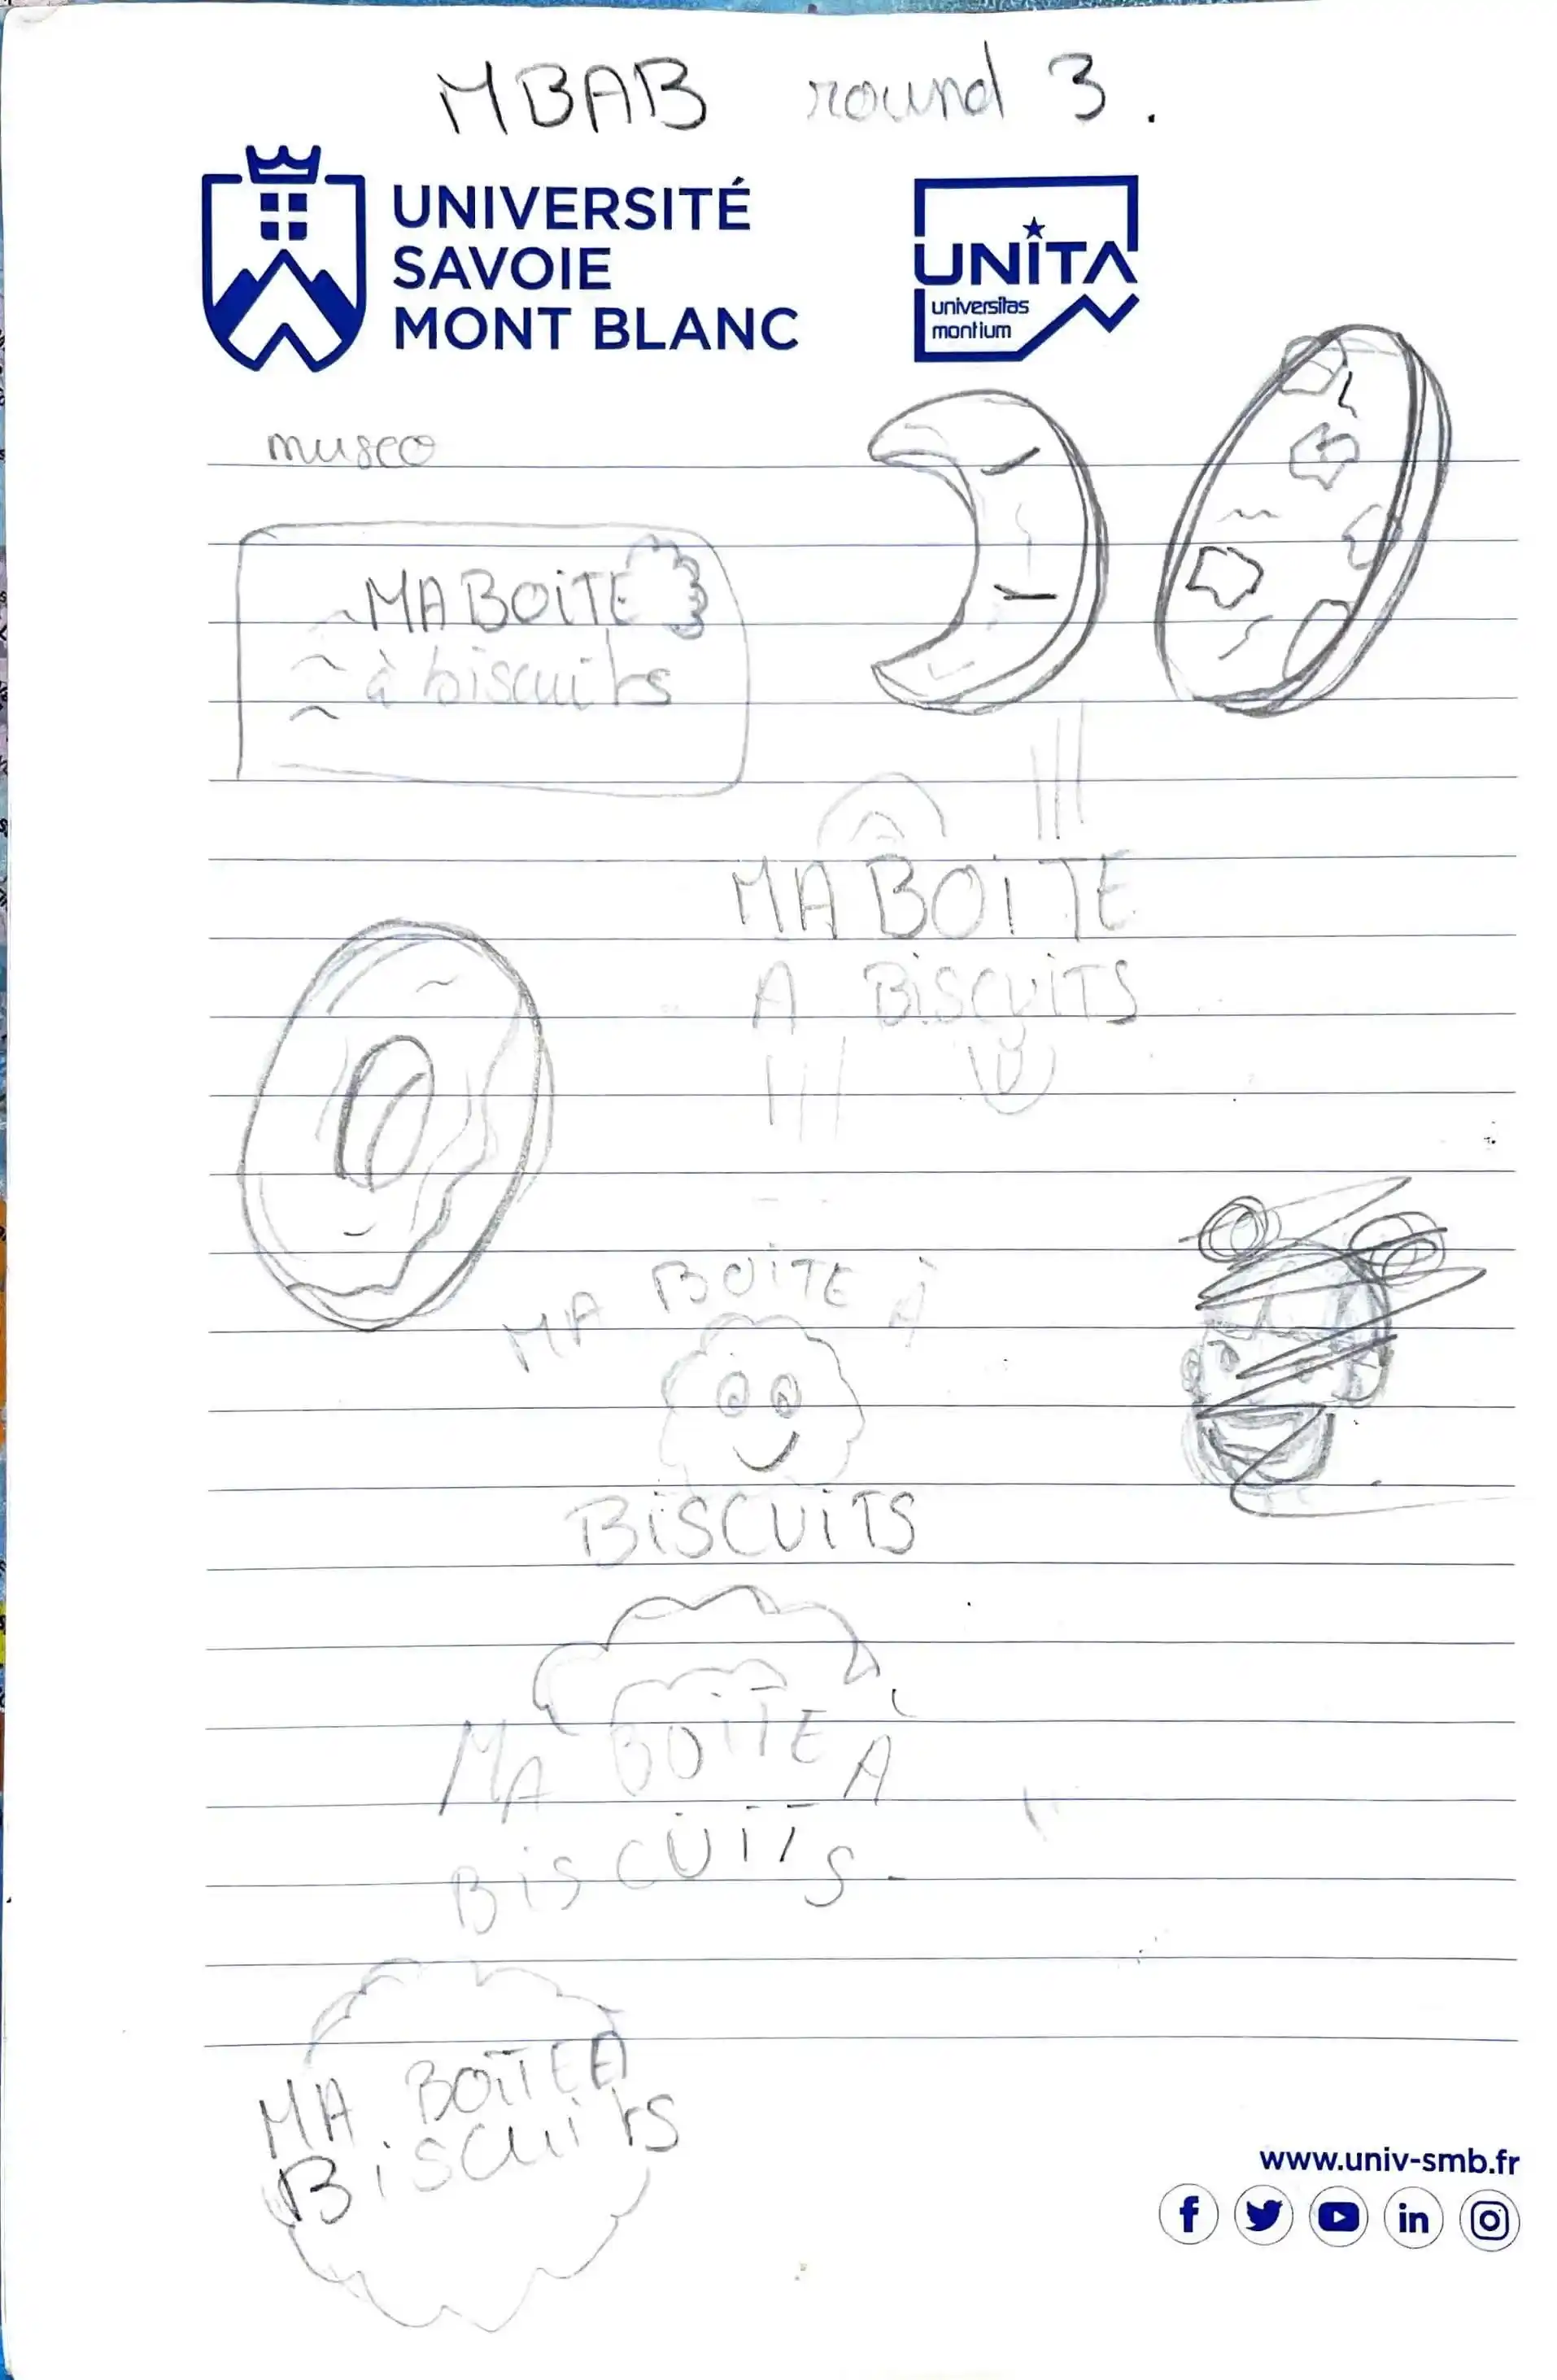 MBAB round 3.
UNIVERSITÉ
SAVOIE
MONT BLANC
UNITA
universitas
montium
museo
MA BOiTE
à biscuits
MA BOiTE
A BiSCUiTS
MA BOiTE À
BiSCUiTS
MA BOiTE À
BiSCUiTS
MA BOîTE A
BiSCUits
www.univ-smb.fr